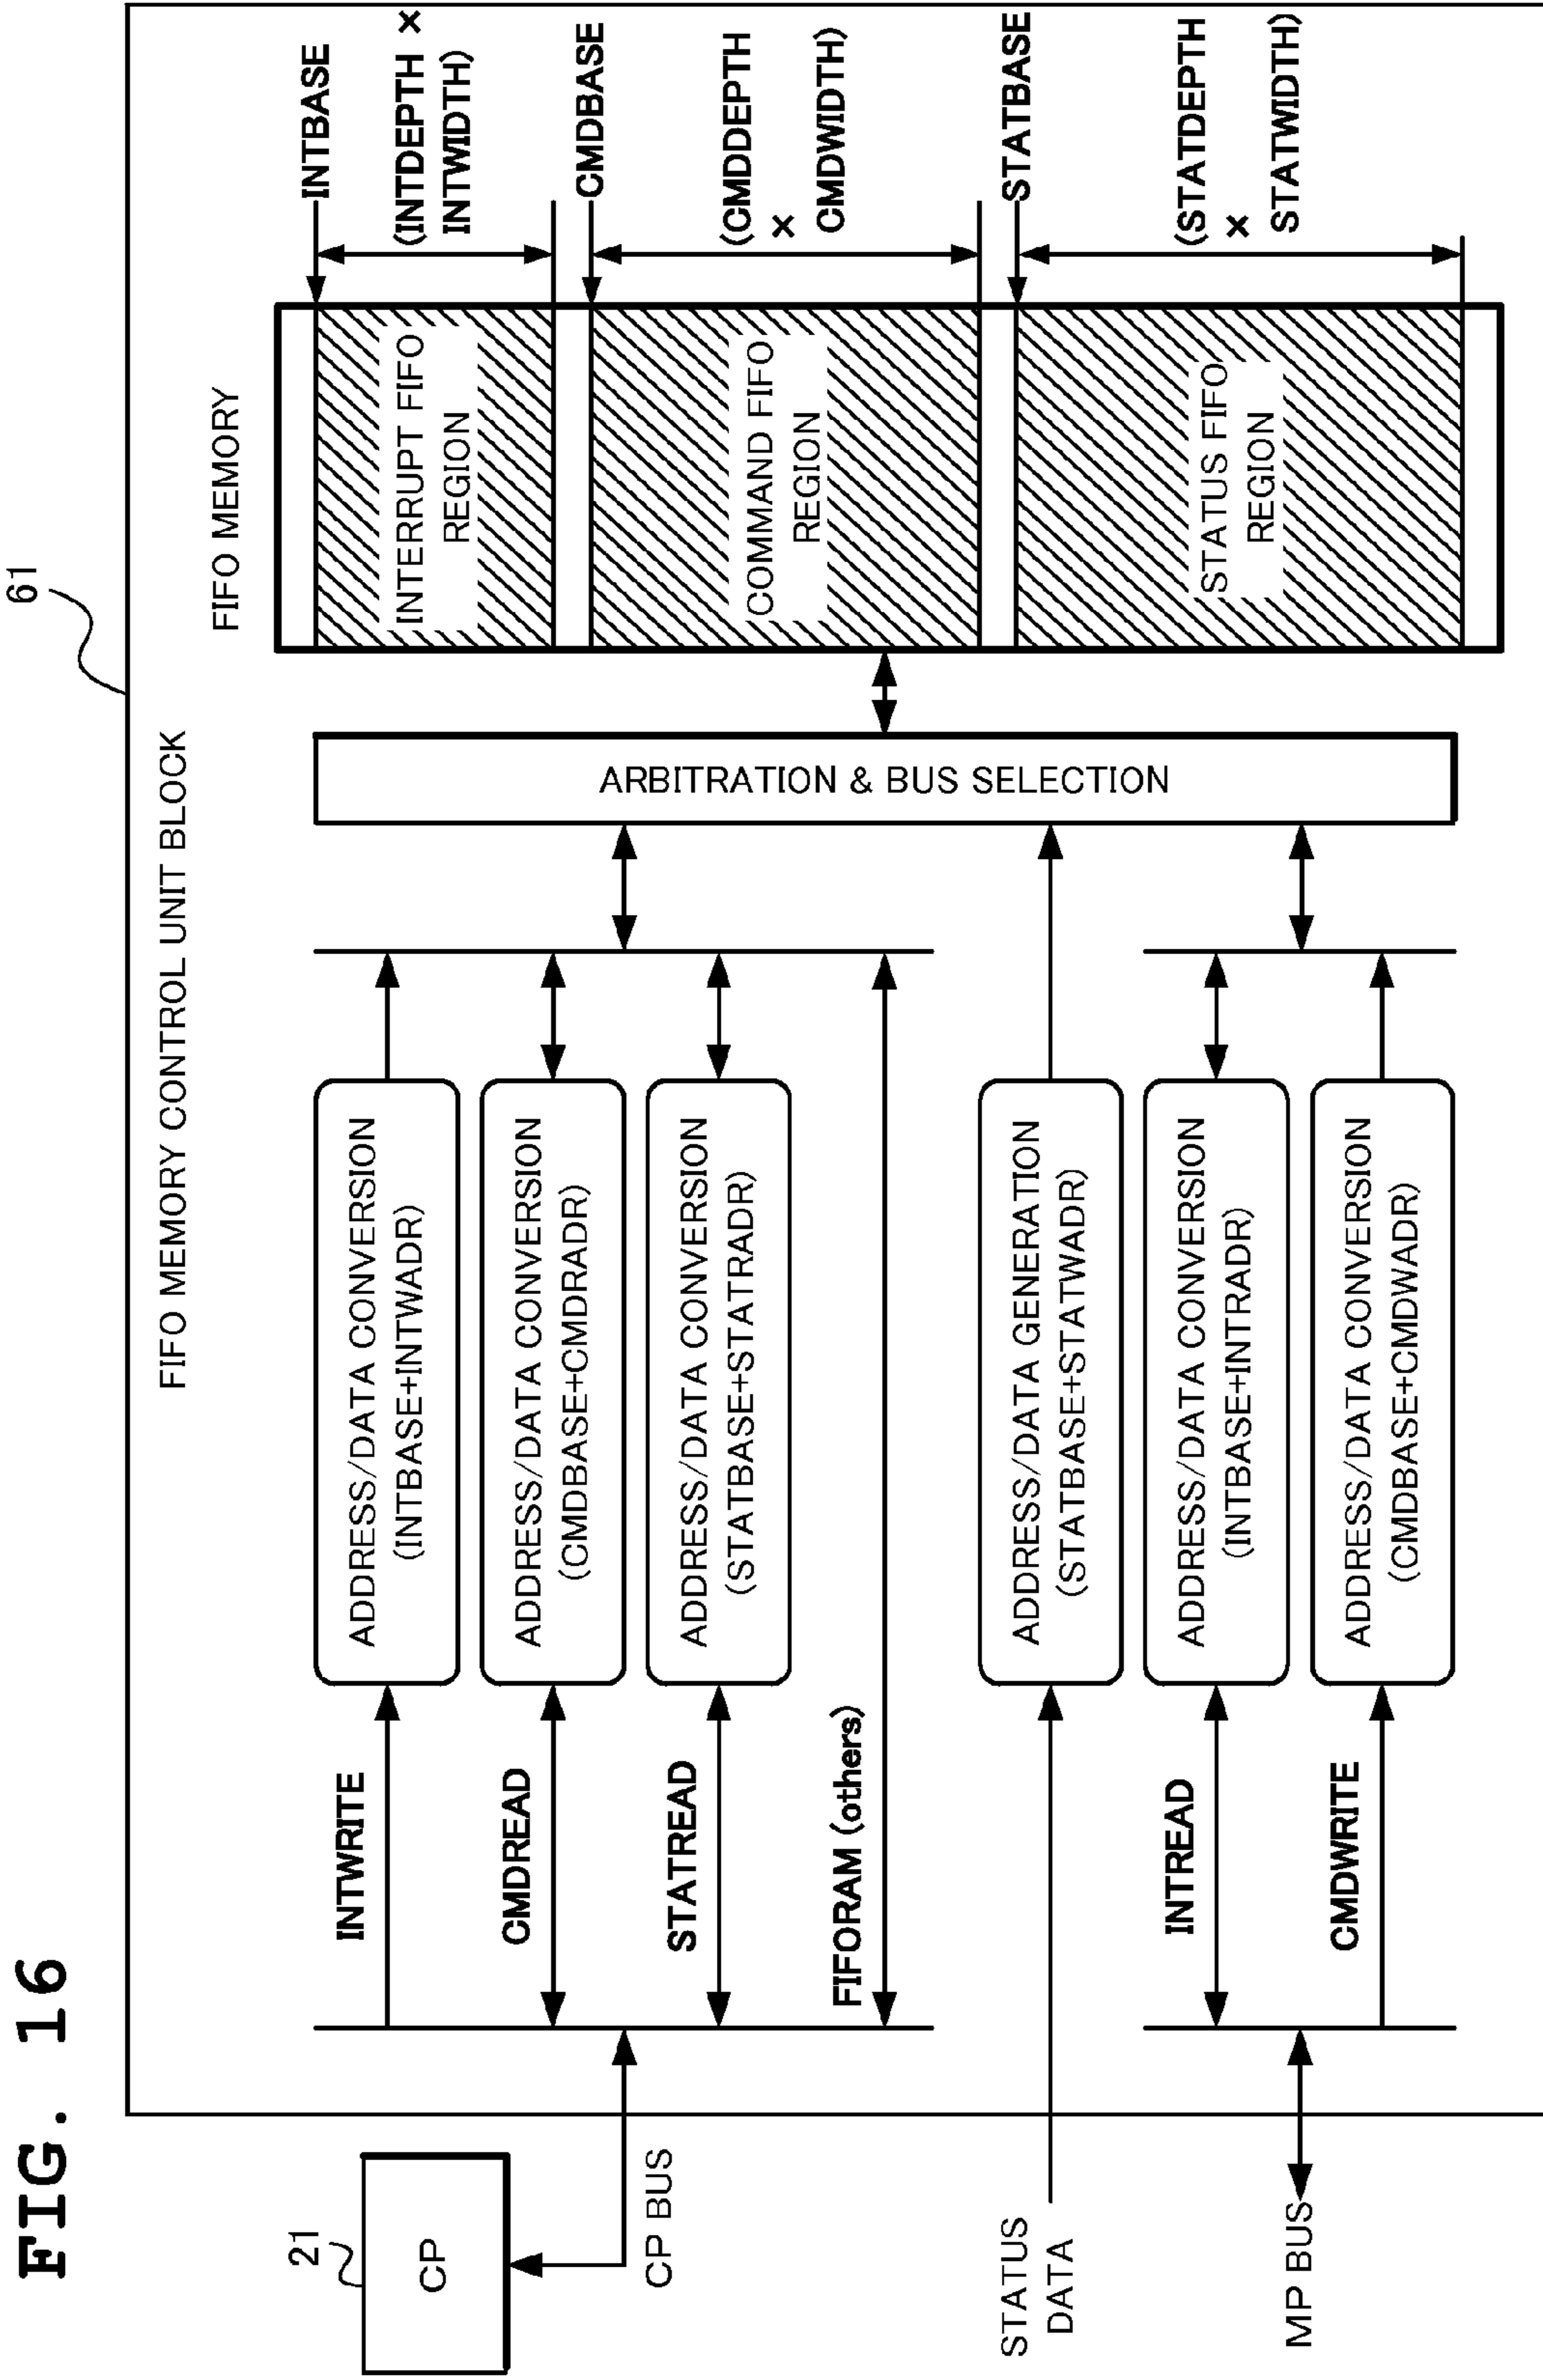 FIG. 16
61
FIFO MEMORY CONTROL UNIT BLOCK
21
CP
CP BUS
STATUS
DATA
MP BUS
INTWRITE
CMDREAD
STATREAD
FIFORAM (others)
INTREAD
CMDWRITE
ADDRESS/DATA CONVERSION
(INTBASE+INTWADR)
ADDRESS/DATA CONVERSION
(CMDBASE+CMDRADR)
ADDRESS/DATA CONVERSION
(STATBASE+STATRADR)
ADDRESS/DATA GENERATION
(STATBASE+STATWADR)
ADDRESS/DATA CONVERSION
(INTBASE+INTRADR)
ADDRESS/DATA CONVERSION
(CMDBASE+CMDWADR)
ARBITRATION & BUS SELECTION
FIFO MEMORY
INTERRUPT FIFO
REGION
COMMAND FIFO
REGION
STATUS FIFO
REGION
INTBASE
(INTDEPTH ×
INTWIDTH)
CMDBASE
(CMDDEPTH
×
CMDWIDTH)
STATBASE
(STATDEPTH
×
STATWIDTH)